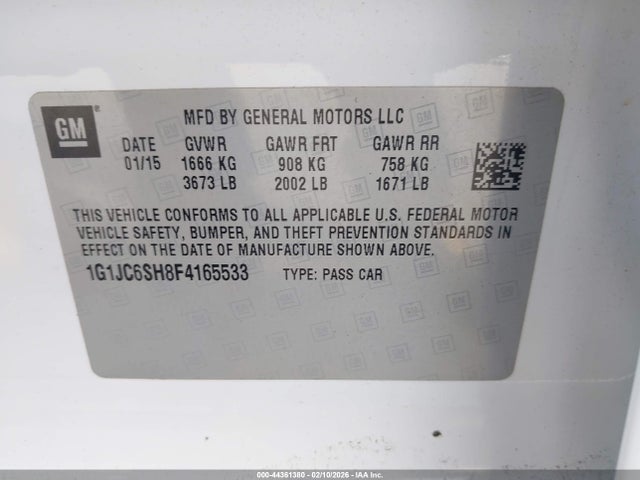 GM
MFD BY GENERAL MOTORS LLC
DATE GVWR GAWR FRT GAWR RR
01/15 1666 KG 908 KG 758 KG
3673 LB 2002 LB 1671 LB
THIS VEHICLE CONFORMS TO ALL APPLICABLE U.S. FEDERAL MOTOR
VEHICLE SAFETY, BUMPER, AND THEFT PREVENTION STANDARDS IN
EFFECT ON THE DATE OF MANUFACTURE SHOWN ABOVE.
1G1JC6SH8F4165533 TYPE: PASS CAR
000-44361380 - 02/10/2026 - IAA